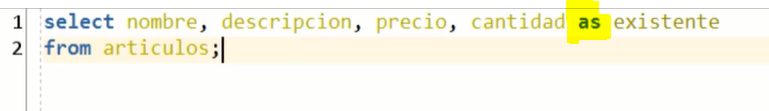 1 select nombre, descripcion, precio, cantidad as existente
2 from articulos;